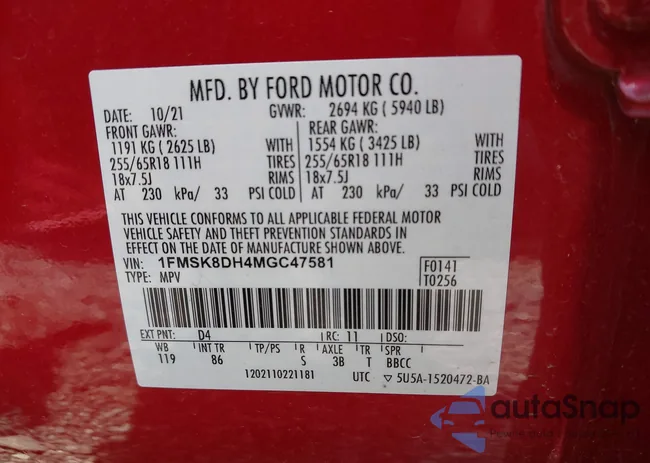 MFD. BY FORD MOTOR CO.
DATE: 10/21 GVWR: 2694 KG ( 5940 LB)
FRONT GAWR: REAR GAWR:
1191 KG ( 2625 LB) WITH 1554 KG ( 3425 LB) WITH
255/65R18 111H TIRES 255/65R18 111H TIRES
18x7.5J RIMS 18x7.5J RIMS
AT 230 kPa/ 33 PSI COLD AT 230 kPa/ 33 PSI COLD
THIS VEHICLE CONFORMS TO ALL APPLICABLE FEDERAL MOTOR
VEHICLE SAFETY AND THEFT PREVENTION STANDARDS IN
EFFECT ON THE DATE OF MANUFACTURE SHOWN ABOVE.
VIN: 1FMSK8DH4MGC47581 F0141
TYPE: MPV T0256
EXT PNT: D4 RC: 11 DSO:
WB INT TR TP/PS R AXLE TR SPR
119 86 S 3B T BBCC
1202110221181 UTC 5U5A-1520472-BA
autoSnap